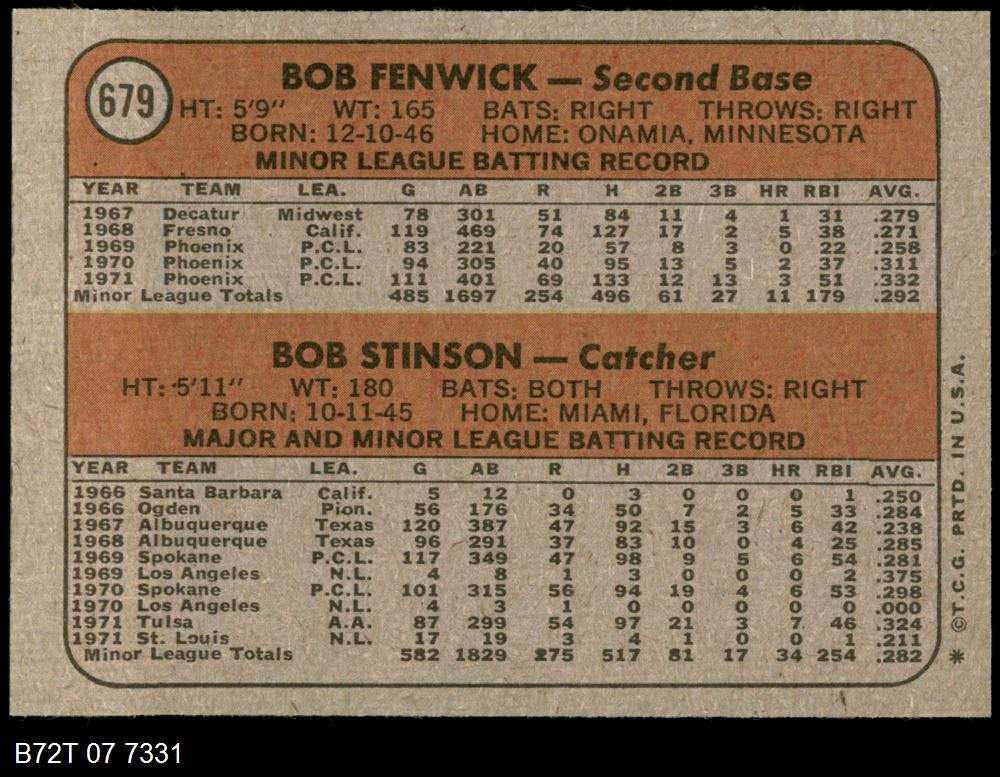 679
BOB FENWICK — Second Base
HT: 5'9" WT: 165 BATS: RIGHT THROWS: RIGHT
BORN: 12-10-46 HOME: ONAMIA, MINNESOTA
MINOR LEAGUE BATTING RECORD
YEAR TEAM LEA. G AB R H 2B 3B HR RBI AVG.
1967 Decatur Midwest 78 301 51 84 11 4 1 31 .279
1968 Fresno Calif. 119 469 74 127 17 2 5 38 .271
1969 Phoenix P.C.L. 83 221 20 57 8 3 0 22 .258
1970 Phoenix P.C.L. 94 305 40 95 13 5 2 37 .311
1971 Phoenix P.C.L. 111 401 69 133 12 13 3 51 .332
Minor League Totals 485 1697 254 496 61 27 11 179 .292
BOB STINSON — Catcher
HT: 5'11" WT: 180 BATS: BOTH THROWS: RIGHT
BORN: 10-11-45 HOME: MIAMI, FLORIDA
MAJOR AND MINOR LEAGUE BATTING RECORD
YEAR TEAM LEA. G AB R H 2B 3B HR RBI AVG.
1966 Santa Barbara Calif. 5 12 0 3 0 0 0 1 .250
1966 Ogden Pion. 56 176 34 50 7 2 5 33 .284
1967 Albuquerque Texas 120 387 47 92 15 3 6 42 .238
1968 Albuquerque Texas 96 291 37 83 10 0 4 25 .285
1969 Spokane P.C.L. 117 349 47 98 9 5 6 54 .281
1969 Los Angeles N.L. 4 8 1 3 0 0 0 2 .375
1970 Spokane P.C.L. 101 315 56 94 19 4 6 53 .298
1970 Los Angeles N.L. 4 3 1 0 0 0 0 0 .000
1971 Tulsa A.A. 87 299 54 97 21 3 7 46 .324
1971 St. Louis N.L. 17 19 3 4 1 0 0 1 .211
Minor League Totals 582 1829 275 517 81 17 34 254 .282
* ©T.C.G. PRTD. IN U.S.A.
B72T 07 7331